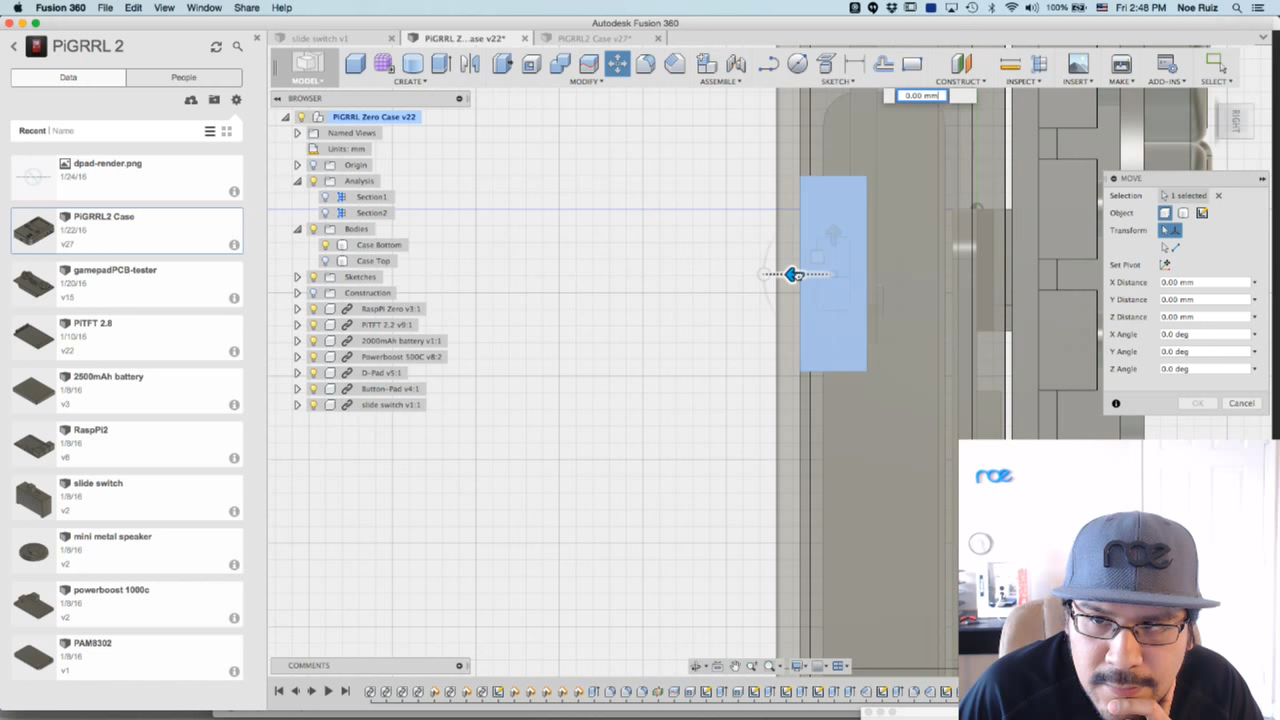 Fusion 360 File Edit View Window Share Help
100% Fri 2:48 PM Noe Ruiz
Autodesk Fusion 360
PiGRRL 2
slide switch v1
PiGRRL Z...ase v22*
PiGRRL2 Case v27*
Data
People
MODEL
CREATE
MODIFY
ASSEMBLE
SKETCH
CONSTRUCT
INSPECT
INSERT
MAKE
ADD-INS
SELECT
BROWSER
0.00 mm
PiGRRL Zero Case v22
Named Views
Units: mm
Origin
Analysis
Section1
Section2
Bodies
Case Bottom
Case Top
Sketches
Construction
RaspPi Zero v3:1
PiTFT 2.2 v9:1
2000mAh battery v1:1
Powerboost 500C v8:2
D-Pad v5:1
Button-Pad v4:1
slide switch v1:1
Recent | Name
dpad-render.png
1/24/16
PiGRRL2 Case
1/22/16
v27
gamepadPCB-tester
1/20/16
v15
PiTFT 2.8
1/10/16
v22
2500mAh battery
1/8/16
v3
RaspPi2
1/8/16
v6
slide switch
1/8/16
v2
mini metal speaker
1/8/16
v2
powerboost 1000c
1/8/16
v2
PAM8302
1/8/16
v1
RIGHT
MOVE
Selection 1 selected
Object
Transform
Set Pivot
X Distance 0.00 mm
Y Distance 0.00 mm
Z Distance 0.00 mm
X Angle 0.0 deg
Y Angle 0.0 deg
Z Angle 0.0 deg
OK
Cancel
COMMENTS
noe
noe